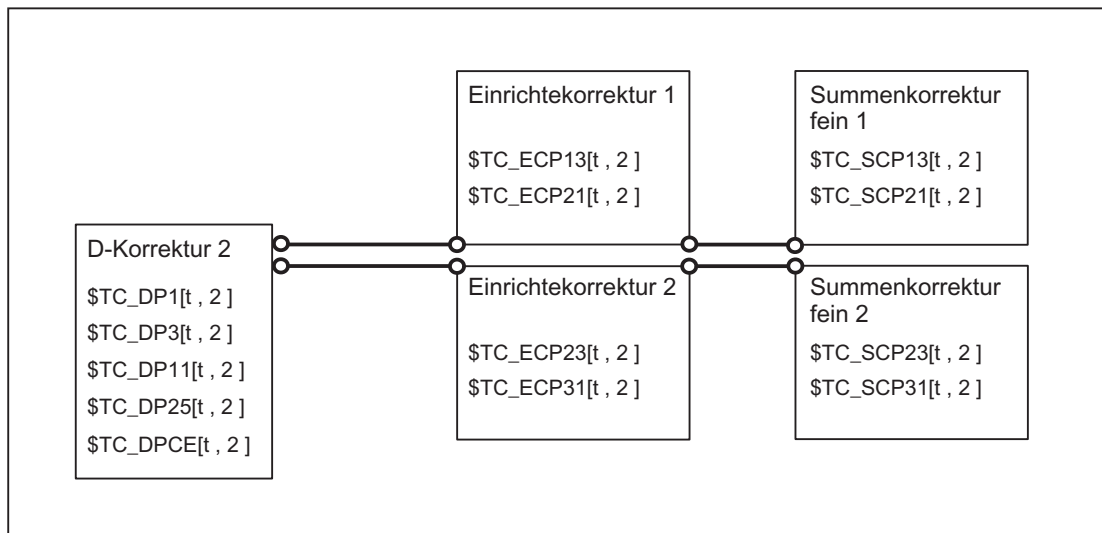 Einrichtekorrektur 1
$TC_ECP13[t , 2 ]
$TC_ECP21[t , 2 ]
Summenkorrektur
fein 1
$TC_SCP13[t , 2 ]
$TC_SCP21[t , 2 ]
D-Korrektur 2
$TC_DP1[t , 2 ]
$TC_DP3[t , 2 ]
$TC_DP11[t , 2 ]
$TC_DP25[t , 2 ]
$TC_DPCE[t , 2 ]
Einrichtekorrektur 2
$TC_ECP23[t , 2 ]
$TC_ECP31[t , 2 ]
Summenkorrektur
fein 2
$TC_SCP23[t , 2 ]
$TC_SCP31[t , 2 ]